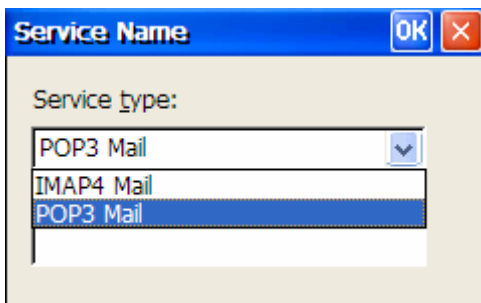 Service Name OK
Service type:
POP3 Mail
IMAP4 Mail
POP3 Mail